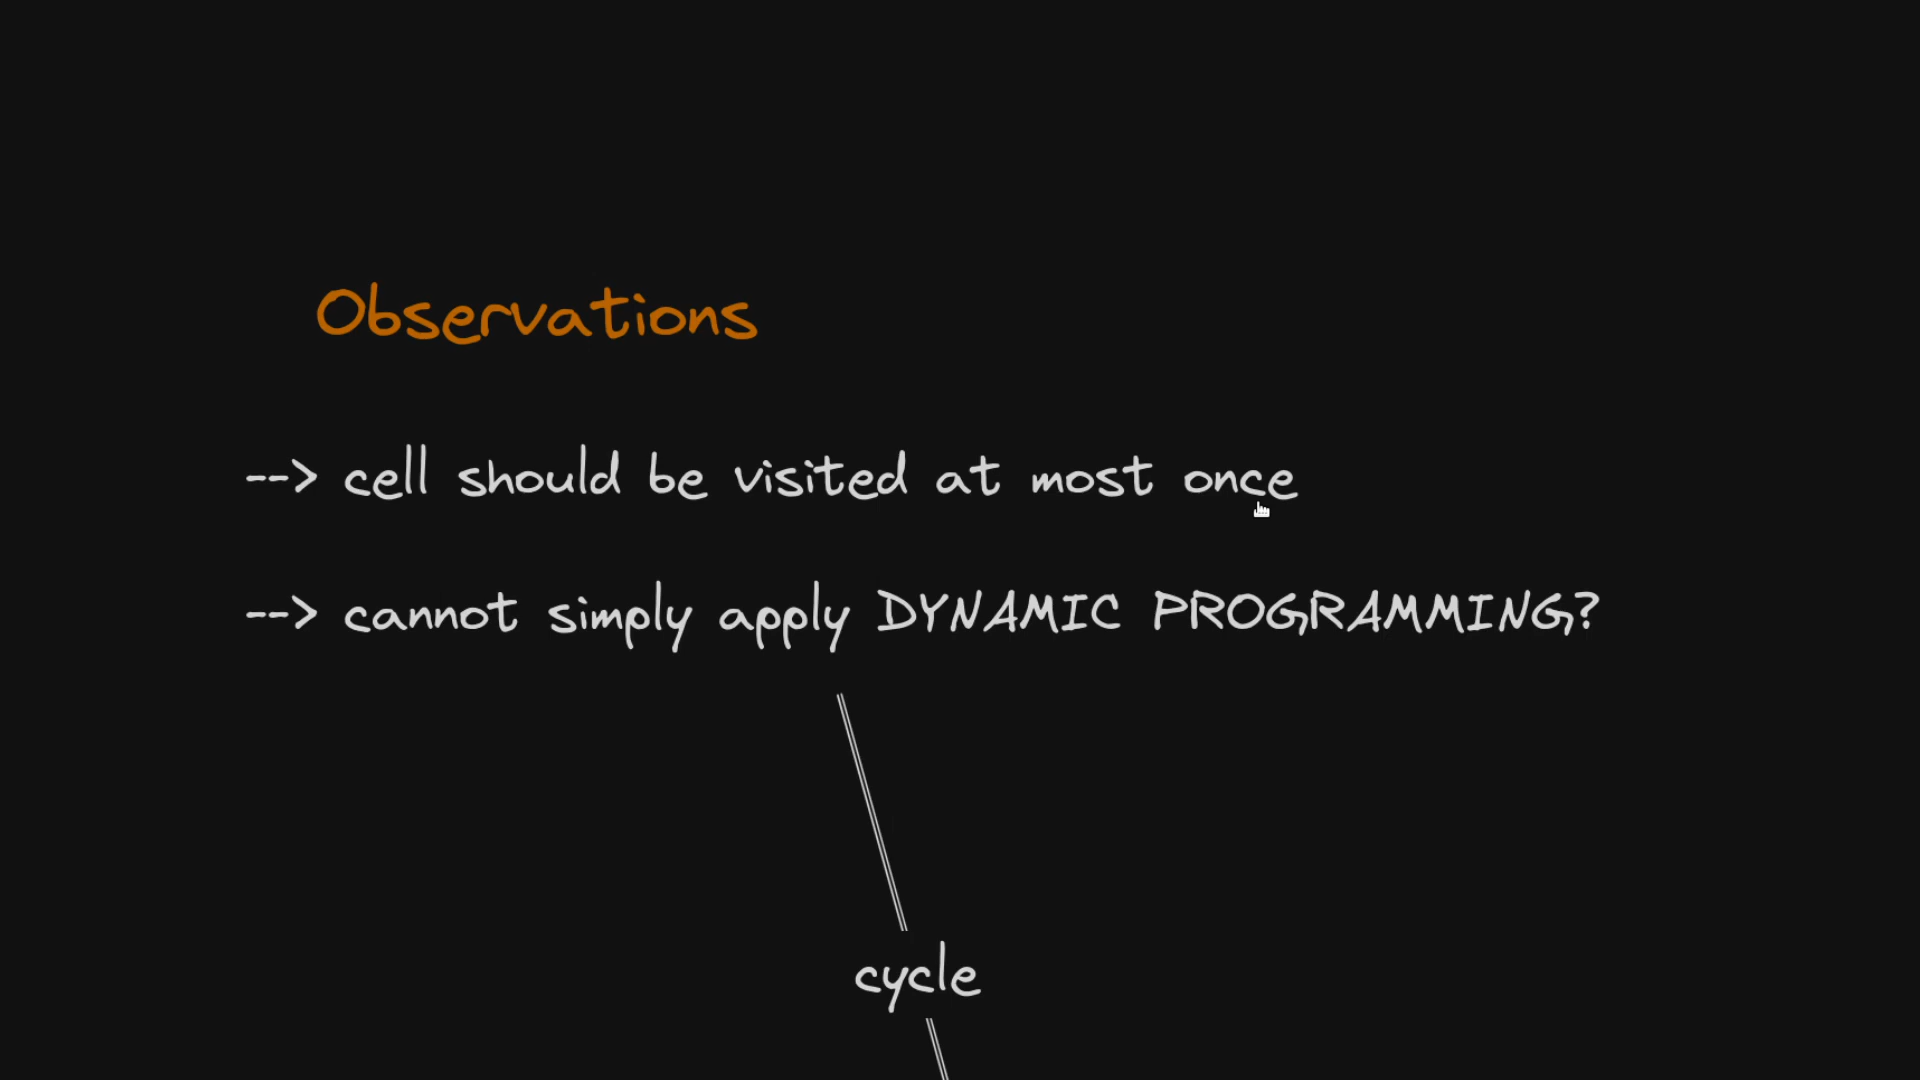 Observations
--> cell should be visited at most once
--> cannot simply apply DYNAMIC PROGRAMMING?
cycle